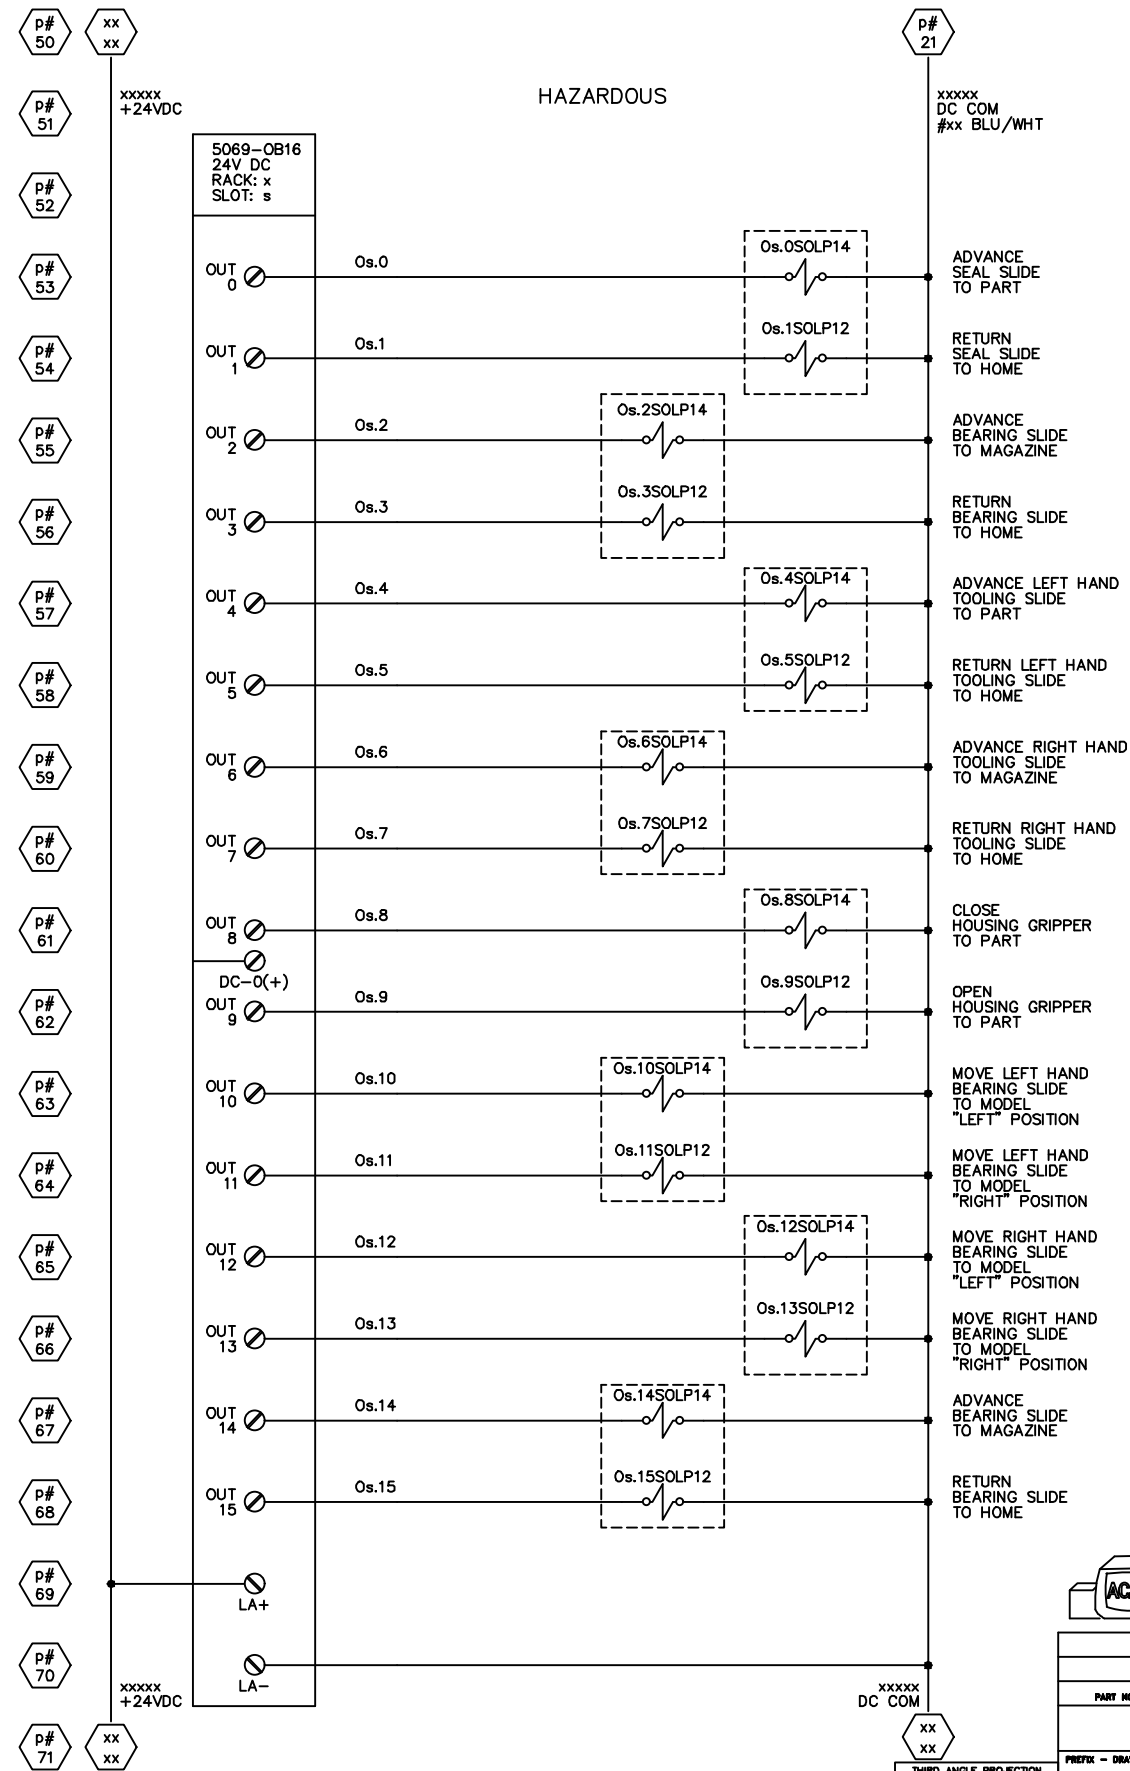 p#
50
xx
xx
p#
21
xxxxx
+24VDC
HAZARDOUS
xxxxx
DC COM
#xx BLU/WHT
p#
51
5069-OB16
24V DC
RACK: x
SLOT: s
p#
52
p#
53
OUT
0
Os.0
Os.0SOLP14
ADVANCE
SEAL SLIDE
TO PART
p#
54
OUT
1
Os.1
Os.1SOLP12
RETURN
SEAL SLIDE
TO HOME
p#
55
OUT
2
Os.2
Os.2SOLP14
ADVANCE
BEARING SLIDE
TO MAGAZINE
p#
56
OUT
3
Os.3
Os.3SOLP12
RETURN
BEARING SLIDE
TO HOME
p#
57
OUT
4
Os.4
Os.4SOLP14
ADVANCE LEFT HAND
TOOLING SLIDE
TO PART
p#
58
OUT
5
Os.5
Os.5SOLP12
RETURN LEFT HAND
TOOLING SLIDE
TO HOME
p#
59
OUT
6
Os.6
Os.6SOLP14
ADVANCE RIGHT HAND
TOOLING SLIDE
TO MAGAZINE
p#
60
OUT
7
Os.7
Os.7SOLP12
RETURN RIGHT HAND
TOOLING SLIDE
TO HOME
p#
61
OUT
8
Os.8
Os.8SOLP14
CLOSE
HOUSING GRIPPER
TO PART
DC-0(+)
p#
62
OUT
9
Os.9
Os.9SOLP12
OPEN
HOUSING GRIPPER
TO PART
p#
63
OUT
10
Os.10
Os.10SOLP14
MOVE LEFT HAND
BEARING SLIDE
TO MODEL
"LEFT" POSITION
p#
64
OUT
11
Os.11
Os.11SOLP12
MOVE LEFT HAND
BEARING SLIDE
TO MODEL
"RIGHT" POSITION
p#
65
OUT
12
Os.12
Os.12SOLP14
MOVE RIGHT HAND
BEARING SLIDE
TO MODEL
"LEFT" POSITION
p#
66
OUT
13
Os.13
Os.13SOLP12
MOVE RIGHT HAND
BEARING SLIDE
TO MODEL
"RIGHT" POSITION
p#
67
OUT
14
Os.14
Os.14SOLP14
ADVANCE
BEARING SLIDE
TO MAGAZINE
p#
68
OUT
15
Os.15
Os.15SOLP12
RETURN
BEARING SLIDE
TO HOME
p#
69
LA+
p#
70
LA-
xxxxx
+24VDC
xxxxx
DC COM
PART
p#
71
xx
xx
xx
xx
PREFIX -
THIRD ANGLE PROJECTION